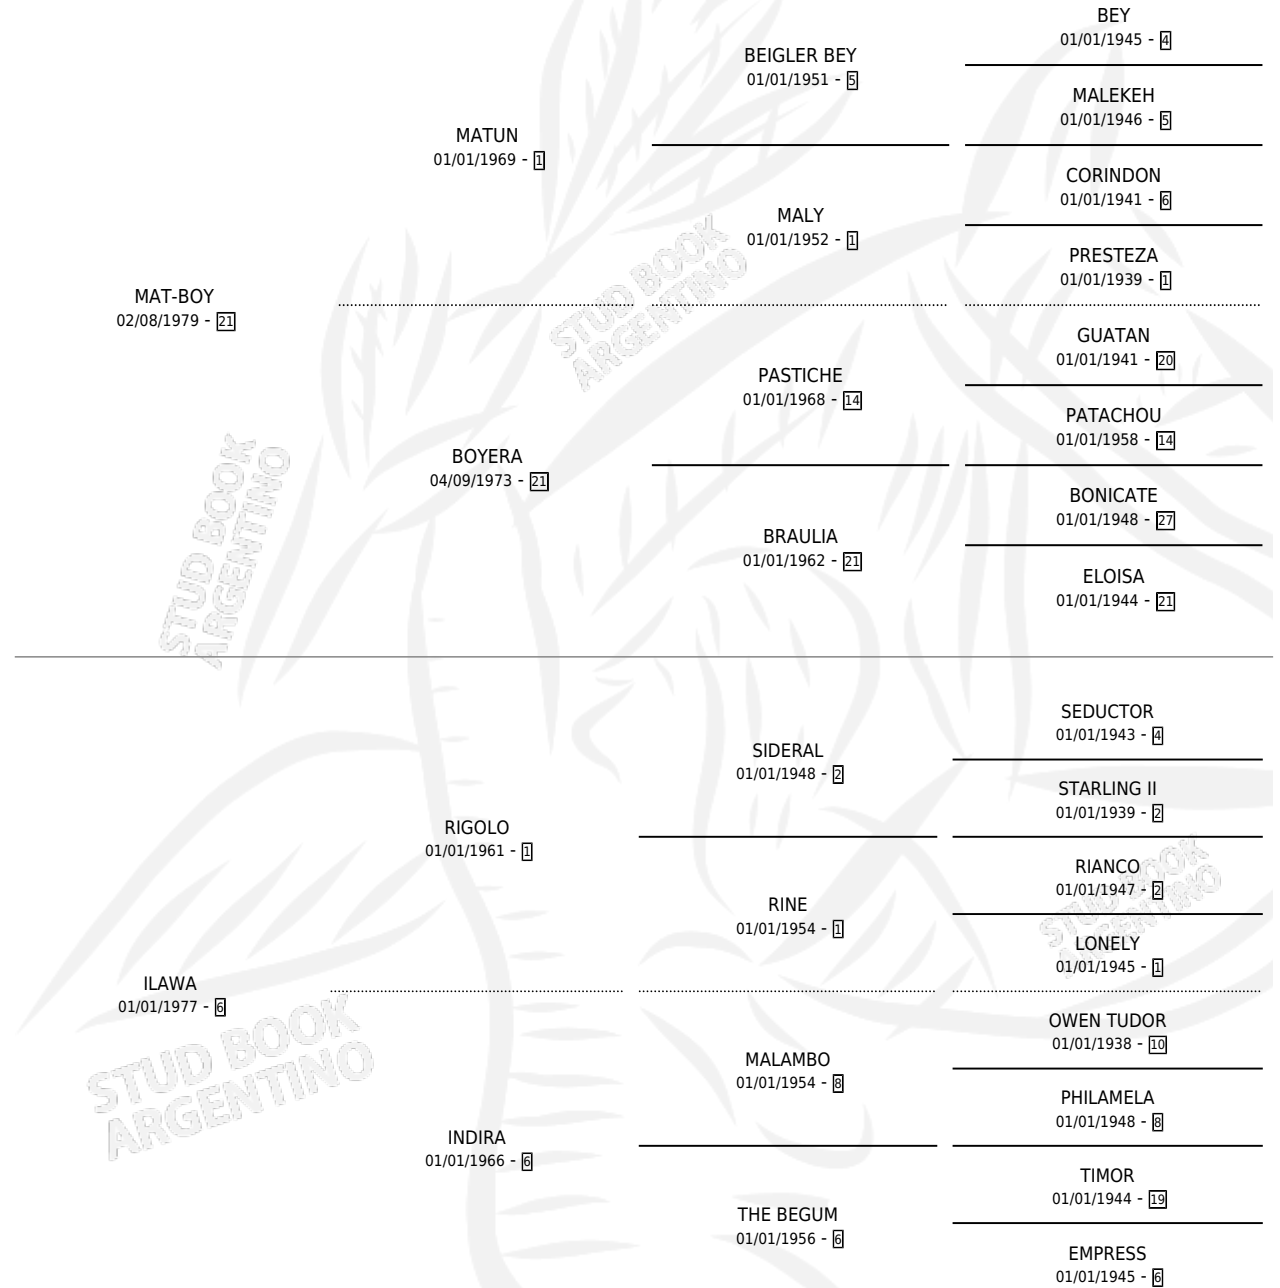 BEY
01/01/1945 - 4
BEIGLER BEY
01/01/1951 - 5
MALEKEH
01/01/1946 - 5
MATUN
01/01/1969 - 1
CORINDON
01/01/1941 - 6
MALY
01/01/1952 - 1
PRESTEZA
01/01/1939 - 1
MAT-BOY
02/08/1979 - 21
GUATAN
01/01/1941 - 20
PASTICHE
01/01/1968 - 14
PATACHOU
01/01/1958 - 14
BOYERA
04/09/1973 - 21
BONICATE
01/01/1948 - 27
BRAULIA
01/01/1962 - 21
ELOISA
01/01/1944 - 21
STUD BOOK
ARGENTINO
STUD BOOK
ARGENTINO
SEDUCTOR
01/01/1943 - 4
SIDERAL
01/01/1948 - 2
STARLING II
01/01/1939 - 2
RIGOLO
01/01/1961 - 1
RIANCO
01/01/1947 - 2
RINE
01/01/1954 - 1
LONELY
01/01/1945 - 1
ILAWA
01/01/1977 - 6
OWEN TUDOR
01/01/1938 - 10
MALAMBO
01/01/1954 - 8
PHILAMELA
01/01/1948 - 8
INDIRA
01/01/1966 - 6
TIMOR
01/01/1944 - 19
THE BEGUM
01/01/1956 - 6
EMPRESS
01/01/1945 - 6
STUD BOOK
ARGENTINO
STUD BOOK
ARGENTINO